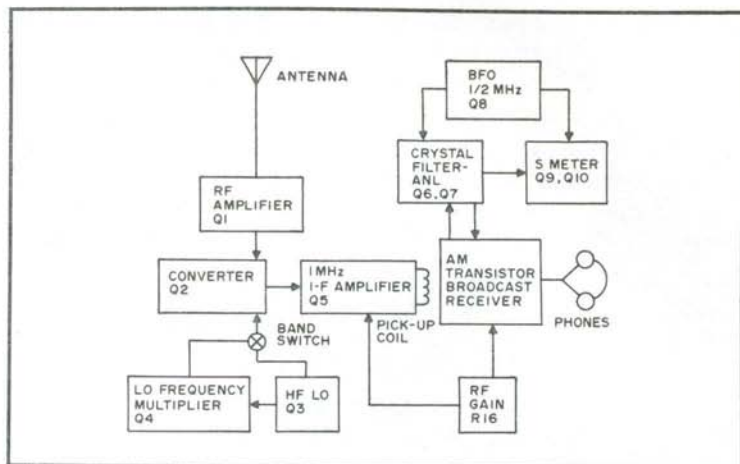 ANTENNA
BFO
1/2 MHz
Q8
CRYSTAL
FILTER-
ANL
Q6,Q7
S METER
Q9,Q10
RF
AMPLIFIER
Q1
CONVERTER
Q2
1MHz
I-F AMPLIFIER
Q5
AM
TRANSISTOR
BROADCAST
RECEIVER
PHONES
BAND
SWITCH
PICK-UP
COIL
LO FREQUENCY
MULTIPLIER
Q4
HF LO
Q3
RF
GAIN
R16